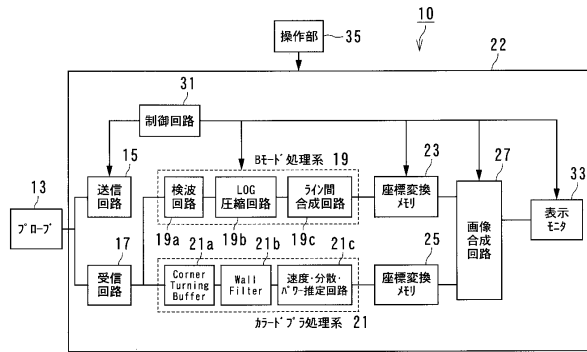 10
操作部
35
22
31
制御回路
15
Bモード処理系 19
23
27
33
13
送信
回路
検波
回路
LOG
圧縮回路
ライン間
合成回路
座標変換
メモリ
プローブ
17
19a
19b
19c
画像
合成
回路
表示
モニタ
21a
21b
21c
25
受信
回路
Corner
Turning
Buffer
Wall
Filter
速度・分散・
パワー推定回路
座標変換
メモリ
カラードプラ処理系 21